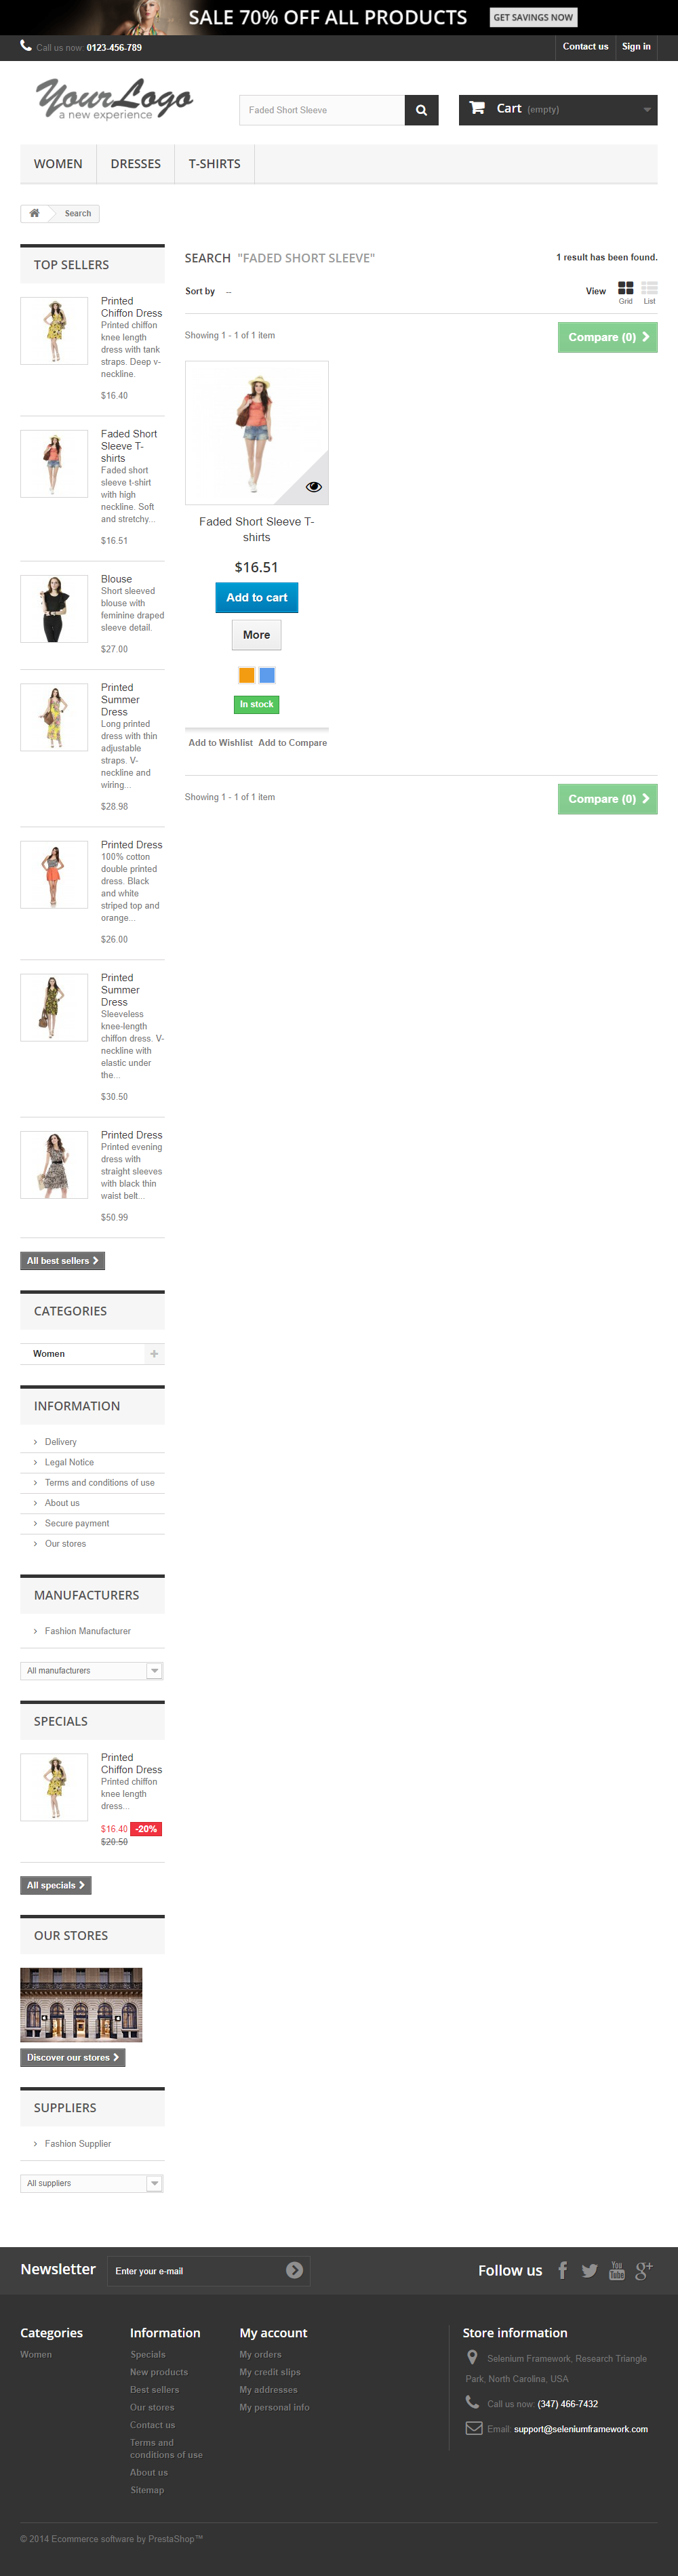 SALE 70% OFF ALL PRODUCTS GET SAVINGS NOW
Call us now: 0123-456-789
Contact us Sign in
YourLogo
a new experience
Faded Short Sleeve
Cart (empty)
WOMEN DRESSES T-SHIRTS
Search
TOP SELLERS
Printed
Chiffon Dress
Printed chiffon
knee length
dress with tank
straps. Deep v-
neckline.
$16.40
Faded Short
Sleeve T-
shirts
Faded short
sleeve t-shirt
with high
neckline. Soft
and stretchy...
$16.51
Blouse
Short sleeved
blouse with
feminine draped
sleeve detail.
$27.00
Printed
Summer
Dress
Long printed
dress with thin
adjustable
straps. V-
neckline and
wiring...
$28.98
Printed Dress
100% cotton
double printed
dress. Black
and white
striped top and
orange...
$26.00
Printed
Summer
Dress
Sleeveless
knee-length
chiffon dress. V-
neckline with
elastic under
the...
$30.50
Printed Dress
Printed evening
dress with
straight sleeves
with black thin
waist belt...
$50.99
All best sellers
CATEGORIES
Women
INFORMATION
Delivery
Legal Notice
Terms and conditions of use
About us
Secure payment
Our stores
MANUFACTURERS
Fashion Manufacturer
All manufacturers
SPECIALS
Printed
Chiffon Dress
Printed chiffon
knee length
dress...
$16.40 -20%
$20.50
All specials
OUR STORES
Discover our stores
SUPPLIERS
Fashion Supplier
All suppliers
SEARCH "FADED SHORT SLEEVE"
1 result has been found.
Sort by --
View Grid List
Showing 1 - 1 of 1 item
Compare (0)
Faded Short Sleeve T-
shirts
$16.51
Add to cart
More
In stock
Add to Wishlist Add to Compare
Showing 1 - 1 of 1 item
Compare (0)
Newsletter Enter your e-mail
Follow us
You
Tube
Categories
Women
Information
Specials
New products
Best sellers
Our stores
Contact us
Terms and
conditions of use
About us
Sitemap
My account
My orders
My credit slips
My addresses
My personal info
Store information
Selenium Framework, Research Triangle
Park, North Carolina, USA
Call us now: (347) 466-7432
Email: support@seleniumframework.com
© 2014 Ecommerce software by PrestaShop™